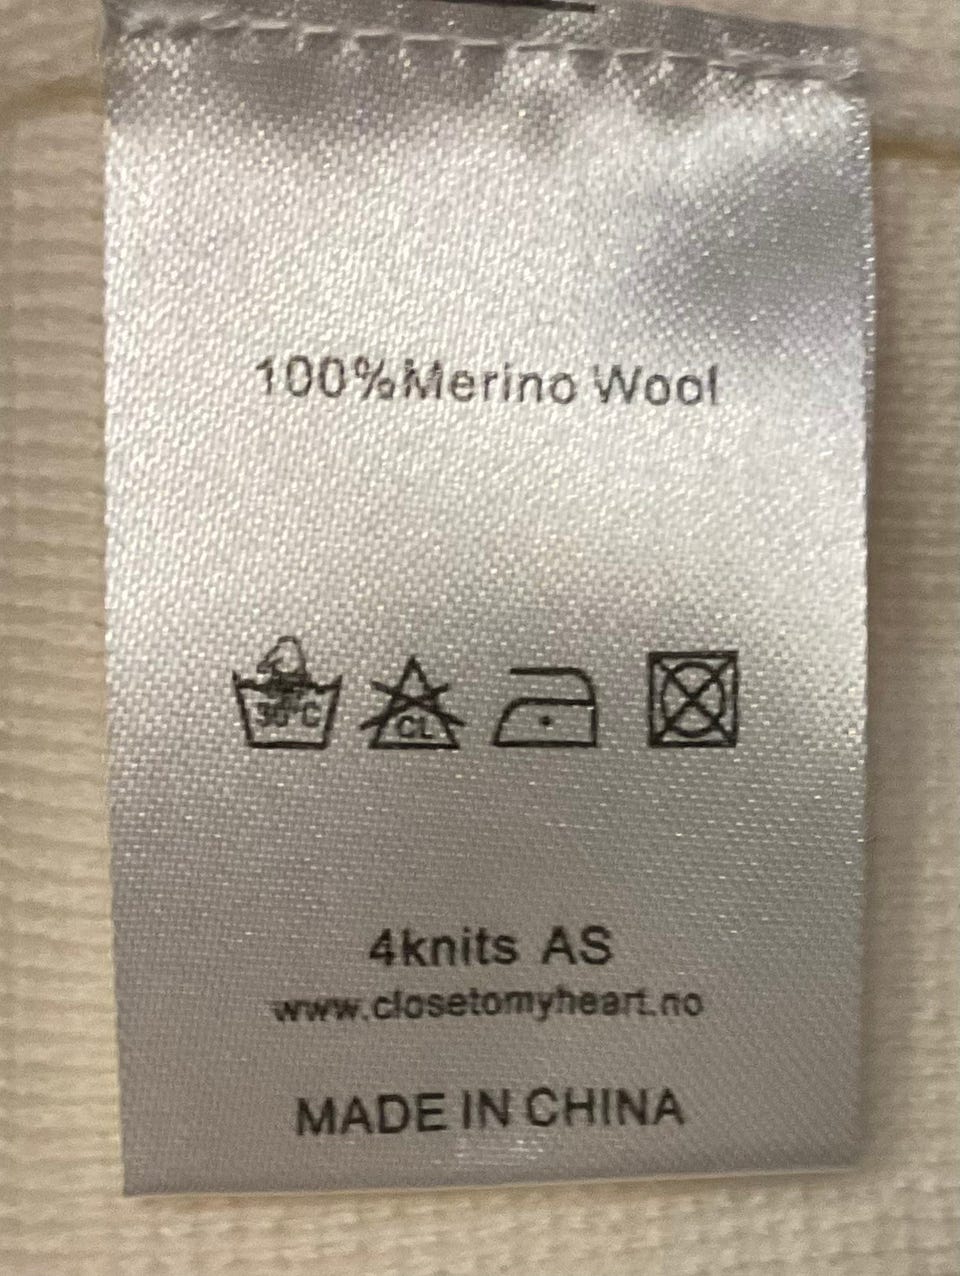 100%Merino Wool
30°C CL
4knits AS
www.closetomyheart.no
MADE IN CHINA